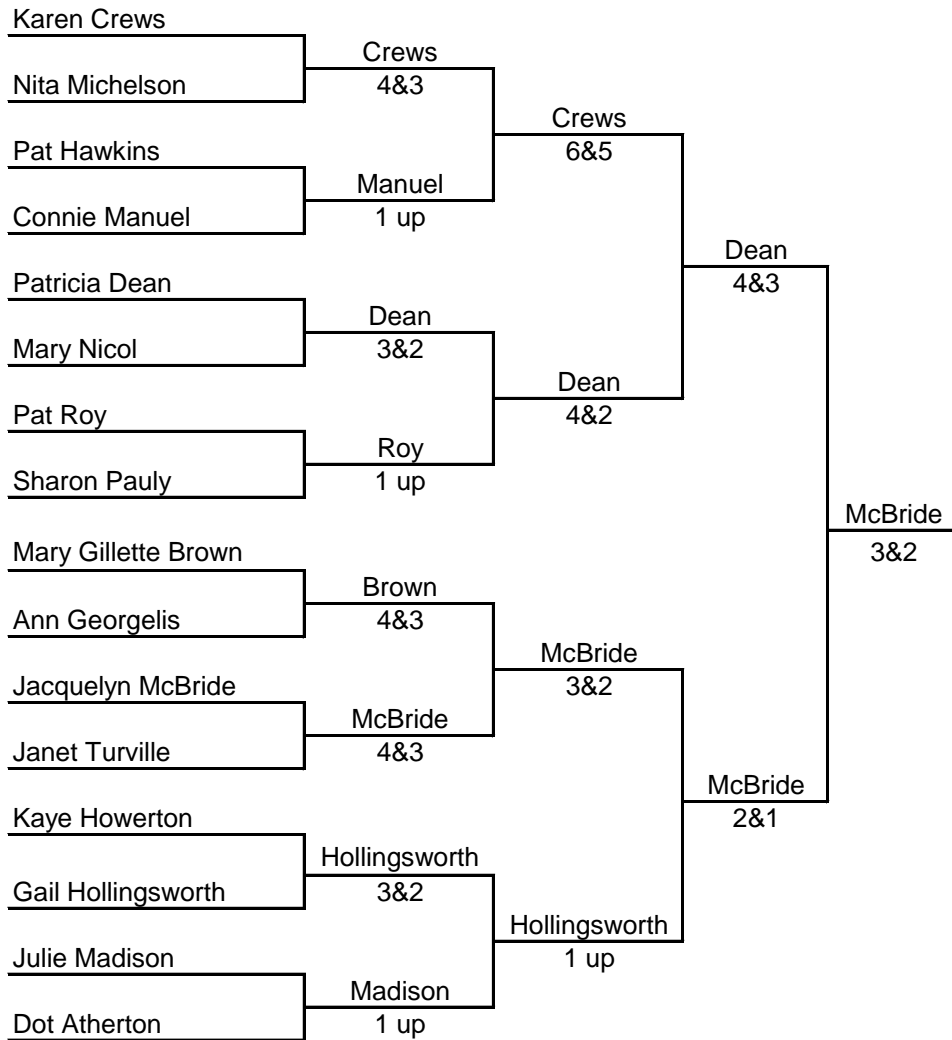 Karen Crews
Crews
Nita Michelson
4&3
Crews
Pat Hawkins
6&5
Manuel
Connie Manuel
1 up
Dean
Patricia Dean
4&3
Dean
Mary Nicol
3&2
Dean
Pat Roy
4&2
Roy
Sharon Pauly
1 up
McBride
Mary Gillette Brown
3&2
Brown
Ann Georgelis
4&3
McBride
Jacquelyn McBride
3&2
McBride
Janet Turville
4&3
McBride
Kaye Howerton
2&1
Hollingsworth
Gail Hollingsworth
3&2
Hollingsworth
Julie Madison
1 up
Madison
Dot Atherton
1 up